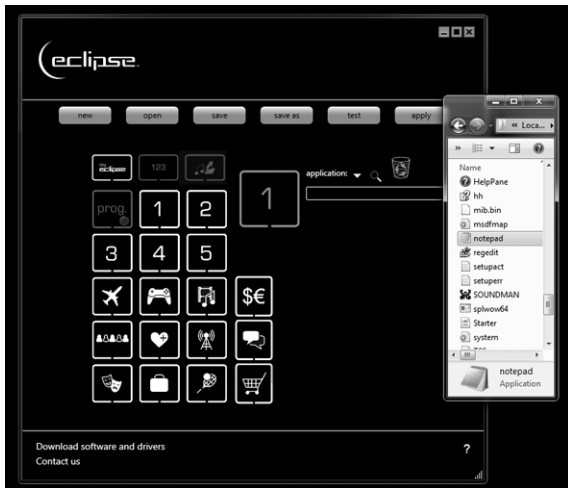 eclipse
new open save save as test apply
my
eclipse 123
application:
prog. 1 2 1
3 4 5
$€
Download software and drivers
Contact us
?
« Loca...
»
Name
HelpPane
hh
mib.bin
msdfmap
notepad
regedit
setupact
setuperr
SOUNDMAN
splwow64
Starter
system
notepad
Application